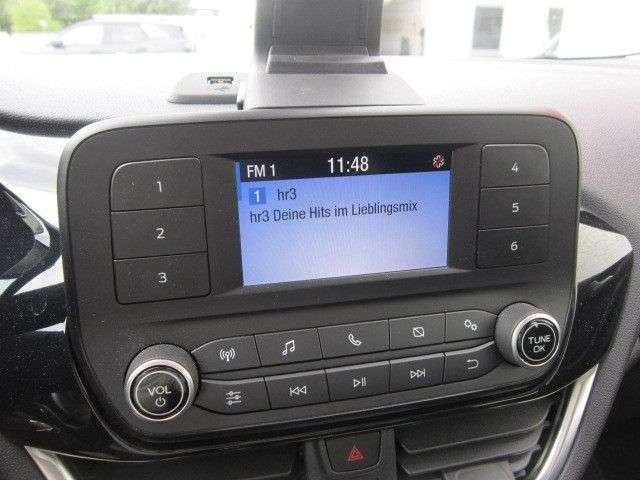 FM 1 11:48
1 hr3
hr3 Deine Hits im Lieblingsmix
1
2
3
4
5
6
VOL
TUNE
OK